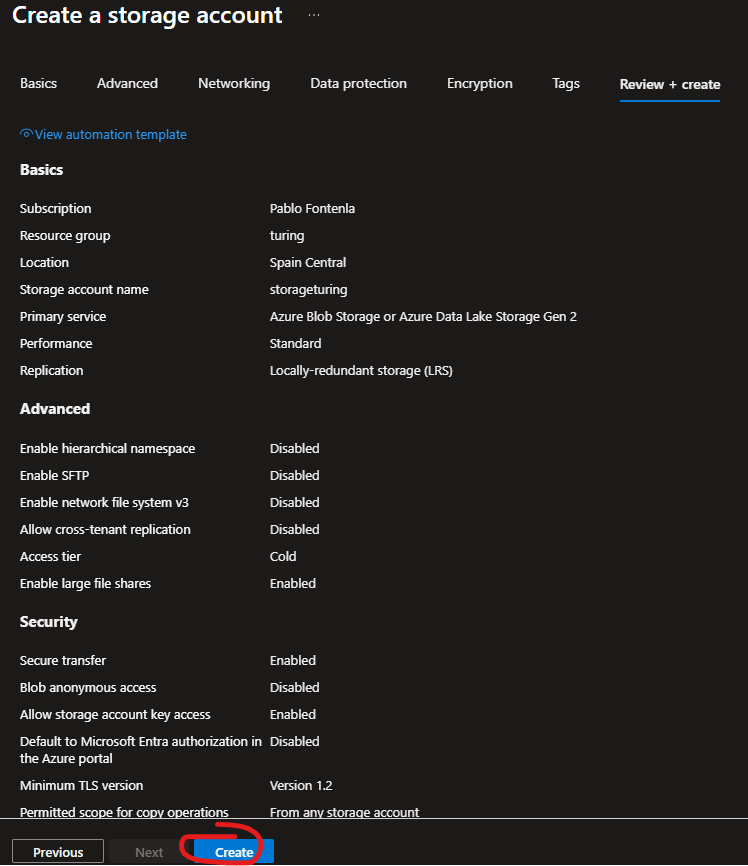 Create a storage account ...
Basics Advanced Networking Data protection Encryption Tags Review + create
View automation template
Basics
Subscription Pablo Fontenla
Resource group turing
Location Spain Central
Storage account name storageturing
Primary service Azure Blob Storage or Azure Data Lake Storage Gen 2
Performance Standard
Replication Locally-redundant storage (LRS)
Advanced
Enable hierarchical namespace Disabled
Enable SFTP Disabled
Enable network file system v3 Disabled
Allow cross-tenant replication Disabled
Access tier Cold
Enable large file shares Enabled
Security
Secure transfer Enabled
Blob anonymous access Disabled
Allow storage account key access Enabled
Default to Microsoft Entra authorization in Disabled
the Azure portal
Minimum TLS version Version 1.2
Permitted scope for copy operations From any storage account
Previous Next Create